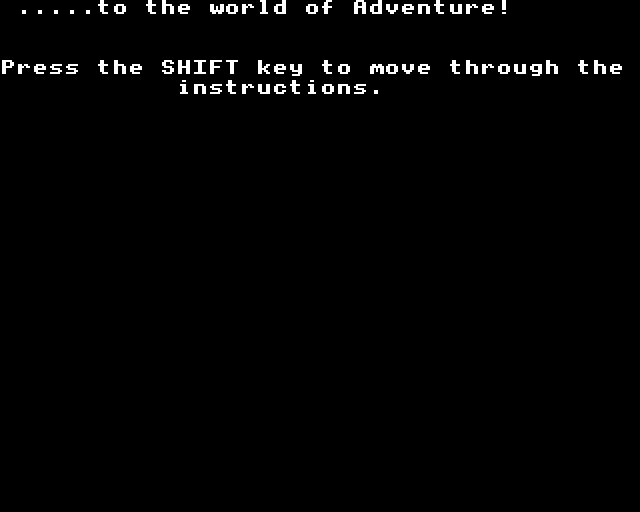 .....to the world of Adventure!
Press the SHIFT key to move through the
instructions.